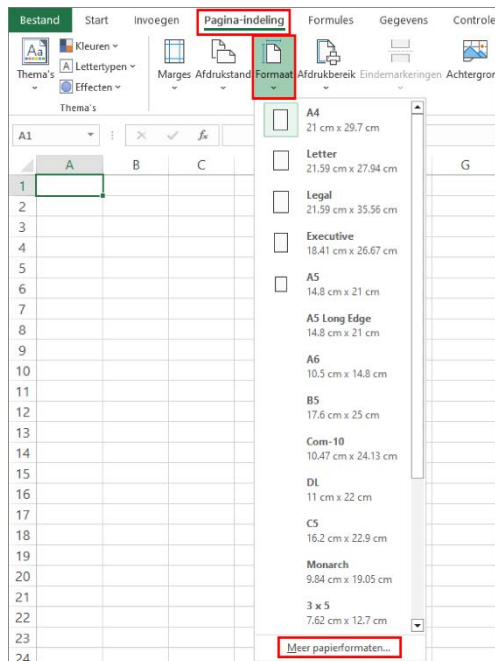 Bestand Start Invoegen Pagina-indeling Formules Gegevens Controle
Kleuren
Aa A Lettertypen
Thema's Effecten Marges Afdrukstand Formaat Afdrukbereik Eindemarkeringen Achtergron
Thema's
A1 fx
A B C G
1
2
3
4
5
6
7
8
9
10
11
12
13
14
15
16
17
18
19
20
21
22
23
24
A4
21 cm x 29.7 cm
Letter
21.59 cm x 27.94 cm
Legal
21.59 cm x 35.56 cm
Executive
18.41 cm x 26.67 cm
A5
14.8 cm x 21 cm
A5 Long Edge
14.8 cm x 21 cm
A6
10.5 cm x 14.8 cm
B5
17.6 cm x 25 cm
Com-10
10.47 cm x 24.13 cm
DL
11 cm x 22 cm
C5
16.2 cm x 22.9 cm
Monarch
9.84 cm x 19.05 cm
3 x 5
7.62 cm x 12.7 cm
Meer papierformaten...